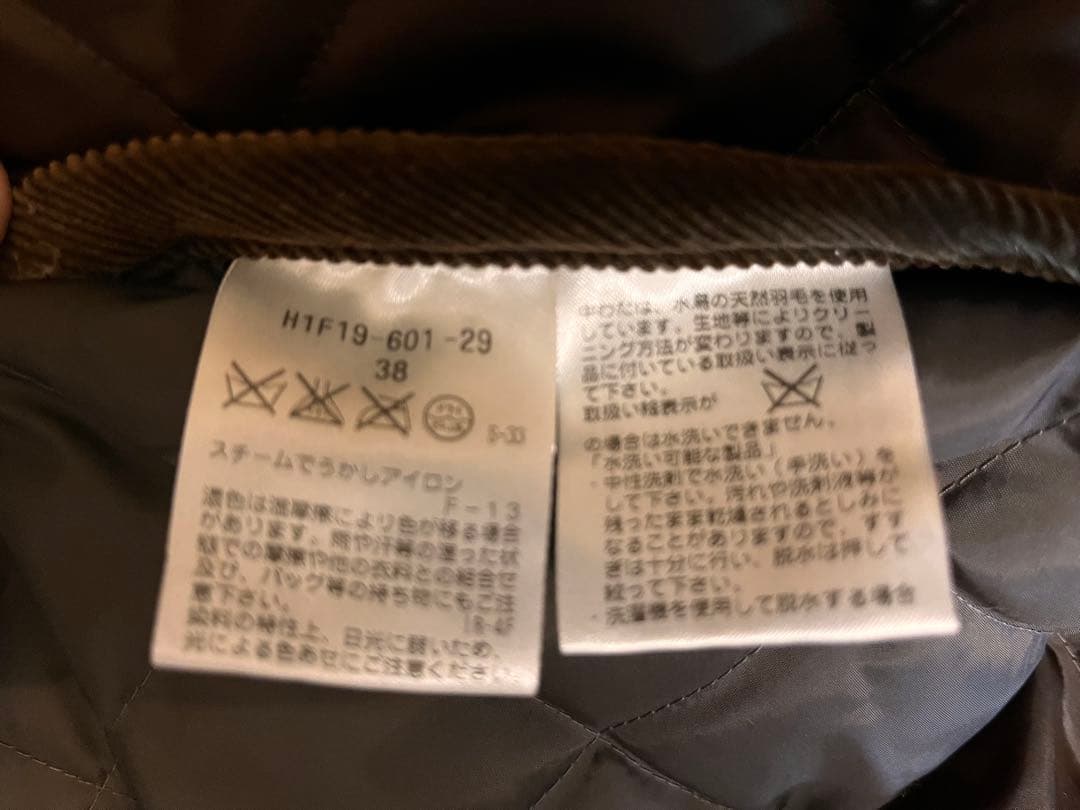 H1F19-601-29
38
5-33
スチームでうかしアイロン
F-13
濃色は湿摩擦により色が移る場合
があります。雨や汗等の湿った状
態での摩擦や他の衣料との組合せ
及び、バッグ等の持ち物にもご注
意下さい。
18-45
染料の特性上、日光に弱いため、
光による色あせにご注意ください。
中わたは、水鳥の天然羽毛を使用
しています。生地等によりクリー
ニング方法が変わりますので、製
品に付いている取扱い表示に従っ
て下さい。
取扱い絵表示が
の場合は水洗いできません。
「水洗い可能な製品」
・中性洗剤で水洗い(手洗い)を
して下さい。汚れや洗剤液等が
残ったまま乾燥されるとしみに
なることがありますので、すす
ぎは十分に行い、脱水は押して
絞って下さい。
・洗濯機を使用して脱水する場合